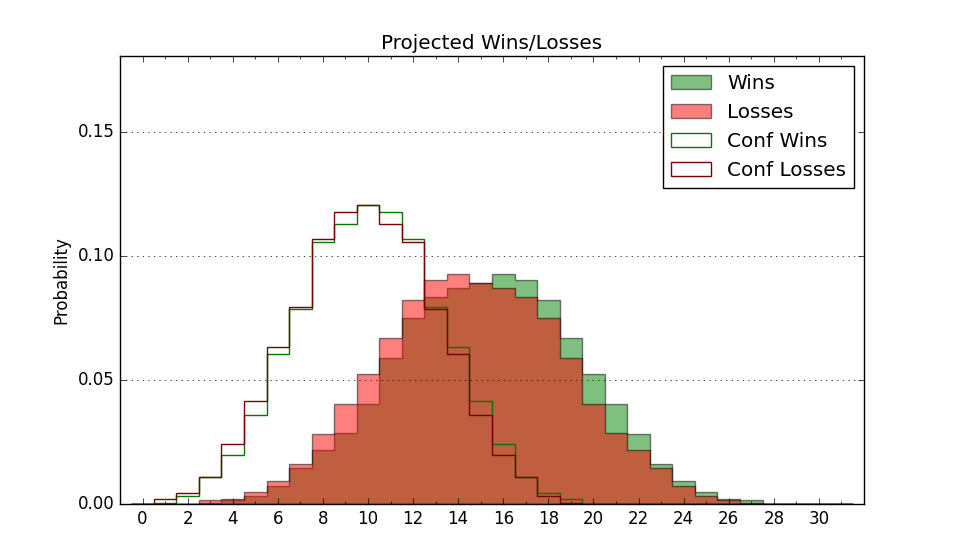 Projected Wins/Losses
Wins
Losses
Conf Wins
Conf Losses
Probability
0.15
0.10
0.05
0.00
0 2 4 6 8 10 12 14 16 18 20 22 24 26 28 30